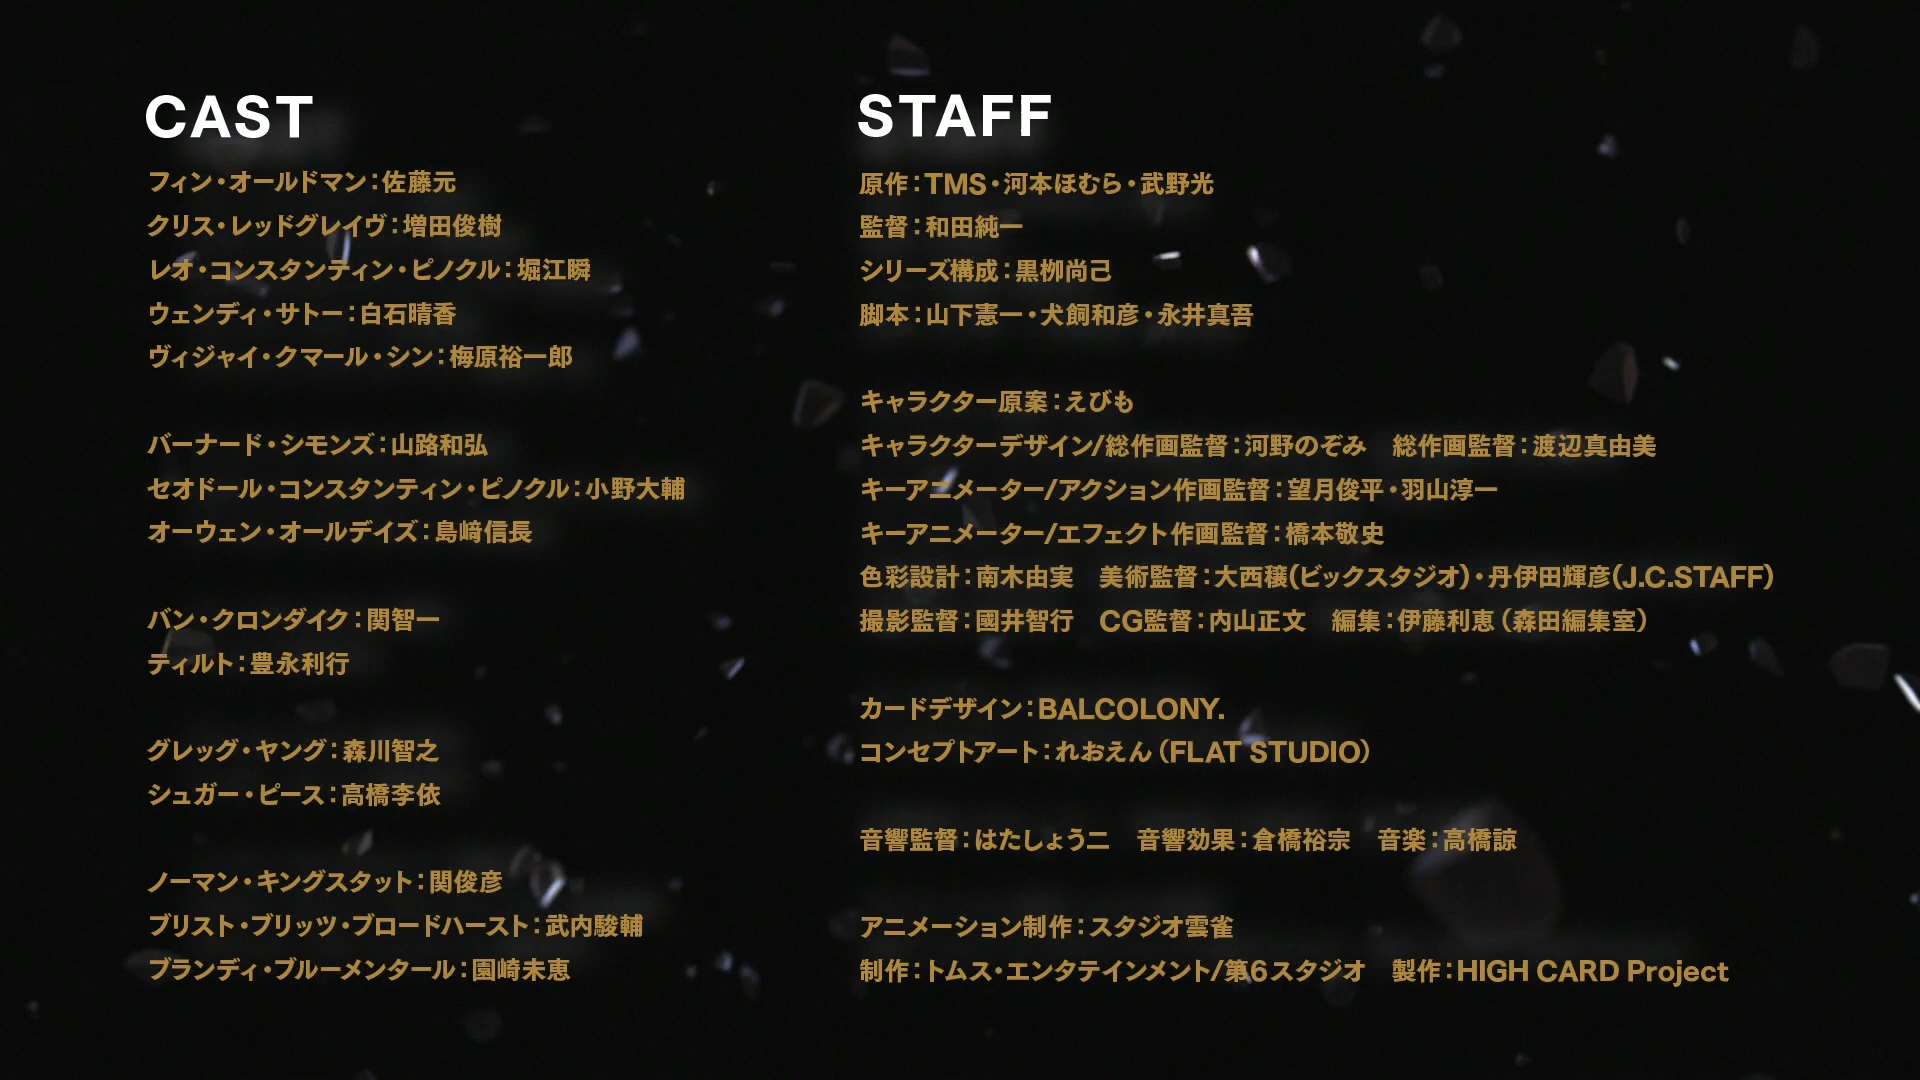 CAST
フィン・オールドマン：佐藤元
クリス・レッドグレイヴ：増田俊樹
レオ・コンスタンティン・ピノクル：堀江瞬
ウェンディ・サトー：白石晴香
ヴィジャイ・クマール・シン：梅原裕一郎
バーナード・シモンズ：山路和弘
セオドール・コンスタンティン・ピノクル：小野大輔
オーウェン・オールデイズ：島﨑信長
バン・クロンダイク：関智一
ティルト：豊永利行
グレッグ・ヤング：森川智之
シュガー・ピース：高橋李依
ノーマン・キングスタット：関俊彦
ブリスト・ブリッツ・ブロードハースト：武内駿輔
ブランディ・ブルーメンタール：園崎未恵
STAFF
原作：TMS・河本ほむら・武野光
監督：和田純一
シリーズ構成：黒栁尚己
脚本：山下憲一・犬飼和彦・永井真吾
キャラクター原案：えびも
キャラクターデザイン/総作画監督：河野のぞみ　総作画監督：渡辺真由美
キーアニメーター/アクション作画監督：望月俊平・羽山淳一
キーアニメーター/エフェクト作画監督：橋本敬史
色彩設計：南木由実　美術監督：大西穣(ビックスタジオ)・丹伊田輝彦(J.C.STAFF)
撮影監督：國井智行　CG監督：内山正文　編集：伊藤利恵（森田編集室）
カードデザイン：BALCOLONY.
コンセプトアート：れおえん（FLAT STUDIO）
音響監督：はたしょう二　音響効果：倉橋裕宗　音楽：高橋諒
アニメーション制作：スタジオ雲雀
制作：トムス・エンタテインメント/第6スタジオ　製作：HIGH CARD Project